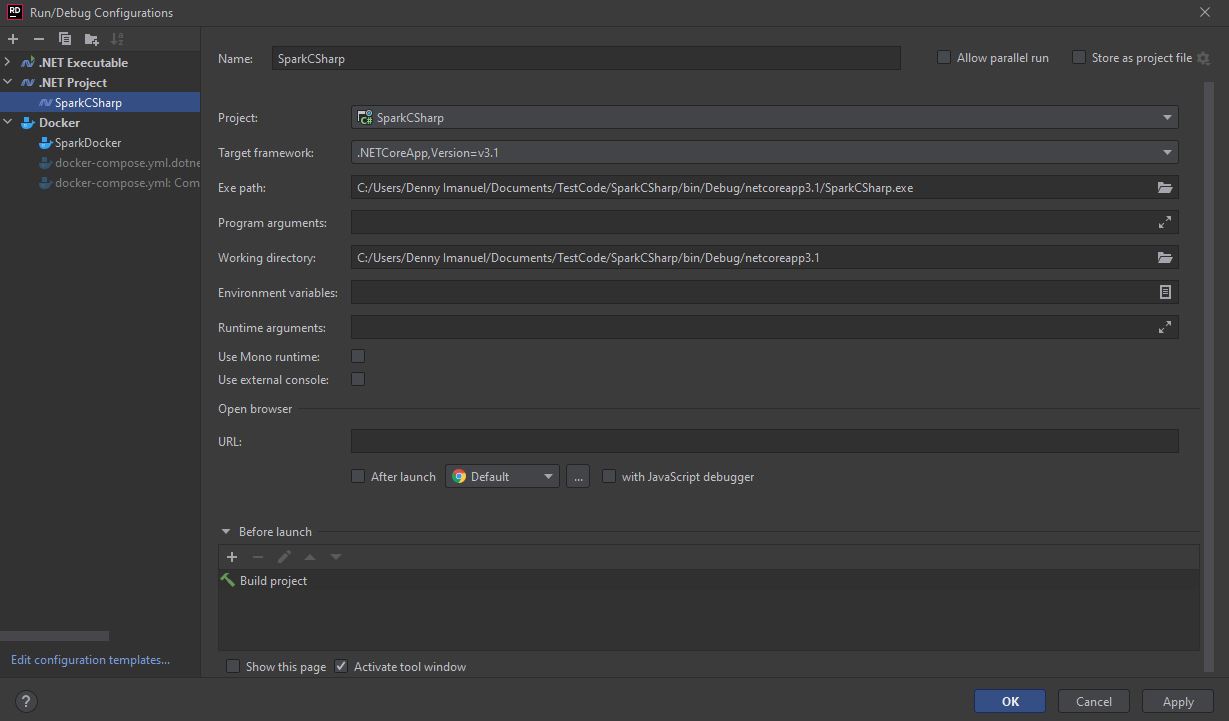 RD Run/Debug Configurations
Name: SparkCSharp Allow parallel run Store as project file
.NET Executable
.NET Project
SparkCSharp
Docker
SparkDocker
docker-compose.yml.dotne
docker-compose.yml: Com
Project: C# SparkCSharp
Target framework: .NETCoreApp,Version=v3.1
Exe path: C:/Users/Denny Imanuel/Documents/TestCode/SparkCSharp/bin/Debug/netcoreapp3.1/SparkCSharp.exe
Program arguments:
Working directory: C:/Users/Denny Imanuel/Documents/TestCode/SparkCSharp/bin/Debug/netcoreapp3.1
Environment variables:
Runtime arguments:
Use Mono runtime:
Use external console:
Open browser
URL:
After launch Default ... with JavaScript debugger
Before launch
Build project
Show this page Activate tool window
Edit configuration templates...
? OK Cancel Apply